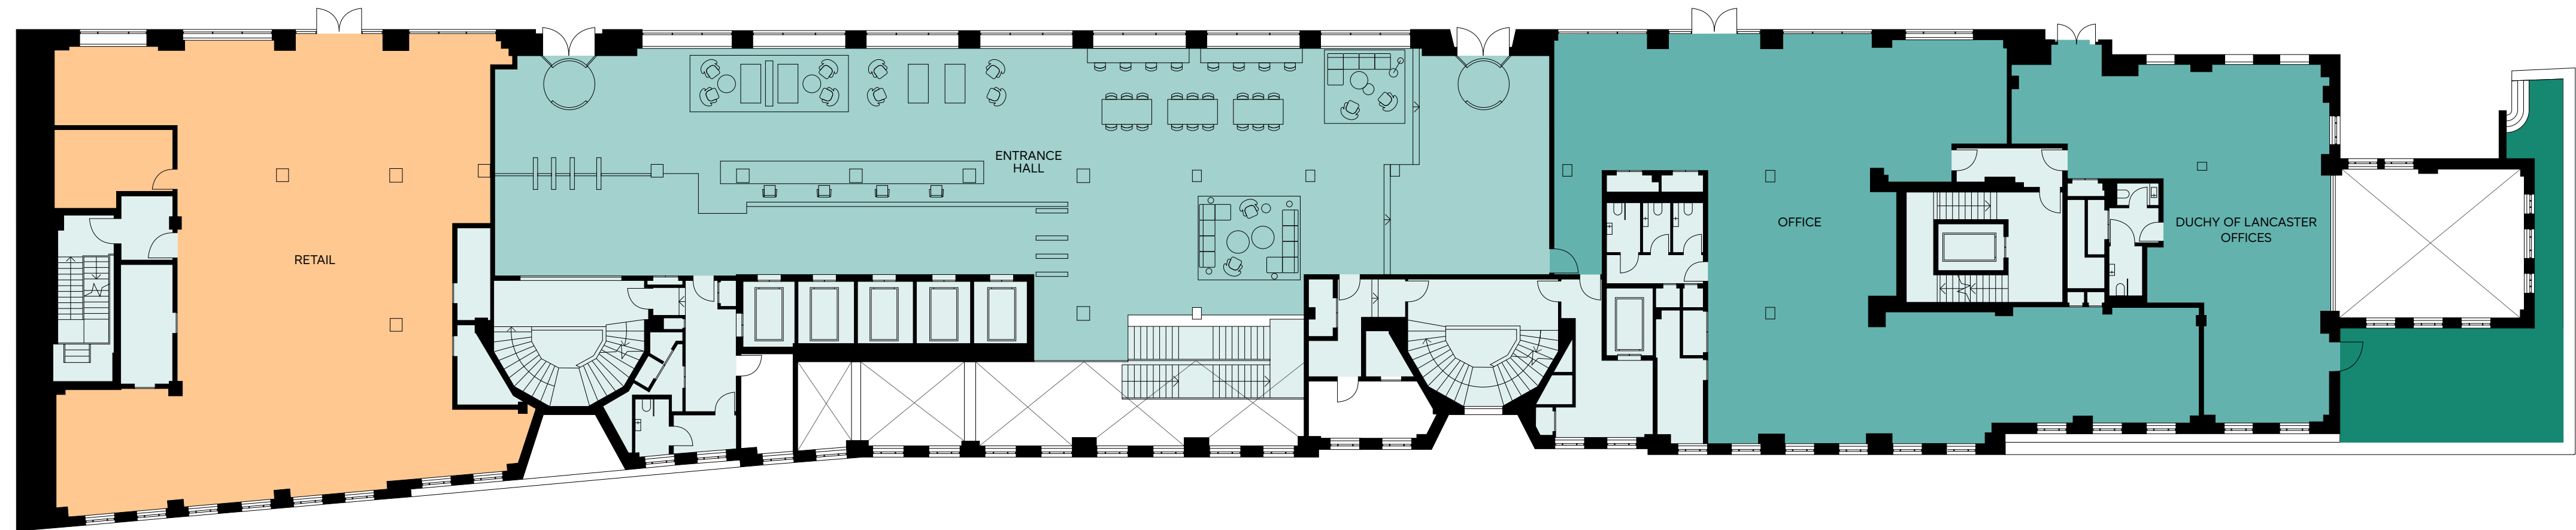 RETAIL
ENTRANCE
HALL
OFFICE
DUCHY OF LANCASTER
OFFICES